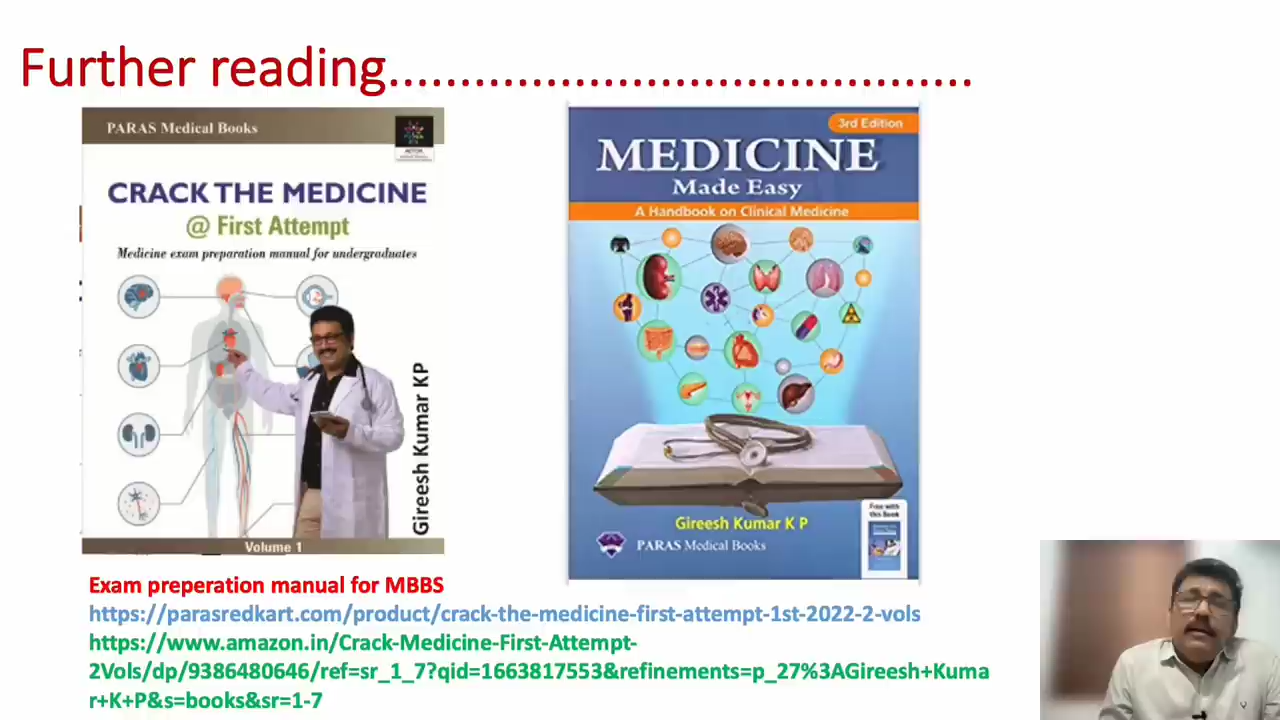 Further reading.........................................
PARAS Medical Books
CRACK THE MEDICINE
@ First Attempt
Medicine exam preparation manual for undergraduates
Gireesh Kumar KP
Volume 1
3rd Edition
MEDICINE
Made Easy
A Handbook on Clinical Medicine
Free with
this Book
Gireesh Kumar K P
PARAS Medical Books
Exam preperation manual for MBBS
https://parasredkart.com/product/crack-the-medicine-first-attempt-1st-2022-2-vols
https://www.amazon.in/Crack-Medicine-First-Attempt-
2Vols/dp/9386480646/ref=sr_1_7?qid=1663817553&refinements=p_27%3AGireesh+Kuma
r+K+P&s=books&sr=1-7